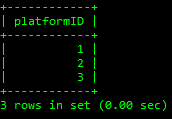 +------------+
| platformID |
+------------+
|          1 |
|          2 |
|          3 |
+------------+
3 rows in set (0.00 sec)